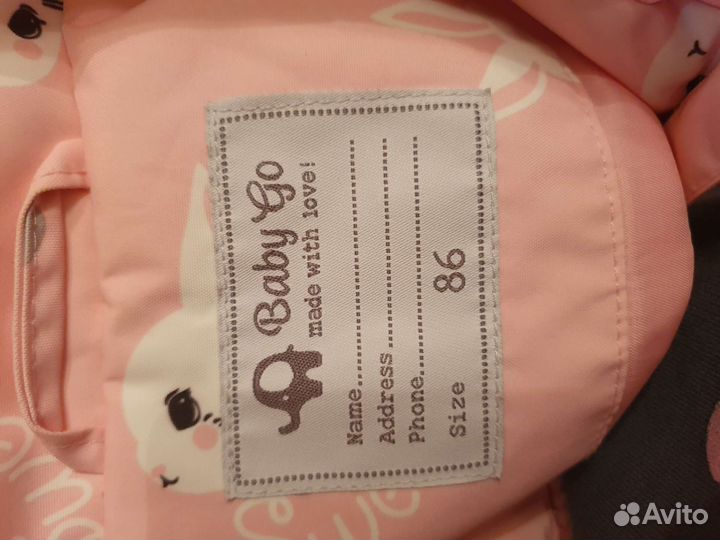 Baby Go
made with love!
Name....................
Address................
Phone..................
Size 86
Avito